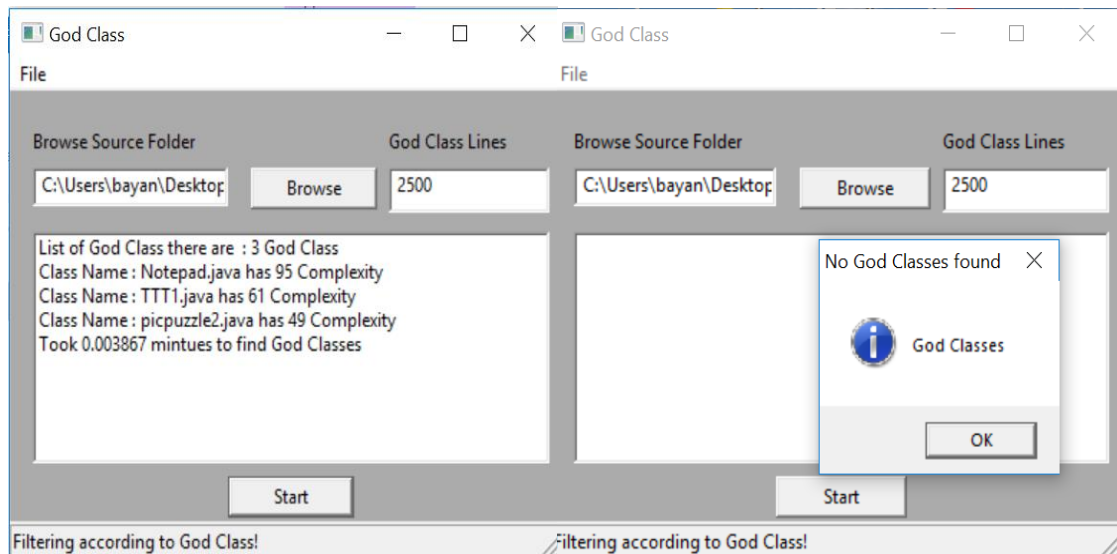 God Class
File
Browse Source Folder
God Class Lines
C:\Users\bayan\Desktop
Browse
2500
List of God Class there are : 3 God Class
Class Name : Notepad.java has 95 Complexity
Class Name : TTT1.java has 61 Complexity
Class Name : picpuzzle2.java has 49 Complexity
Took 0.003867 mintues to find God Classes
Start
Filtering according to God Class!
God Class
File
Browse Source Folder
God Class Lines
C:\Users\bayan\Desktop
Browse
2500
No God Classes found
God Classes
OK
Start
Filtering according to God Class!